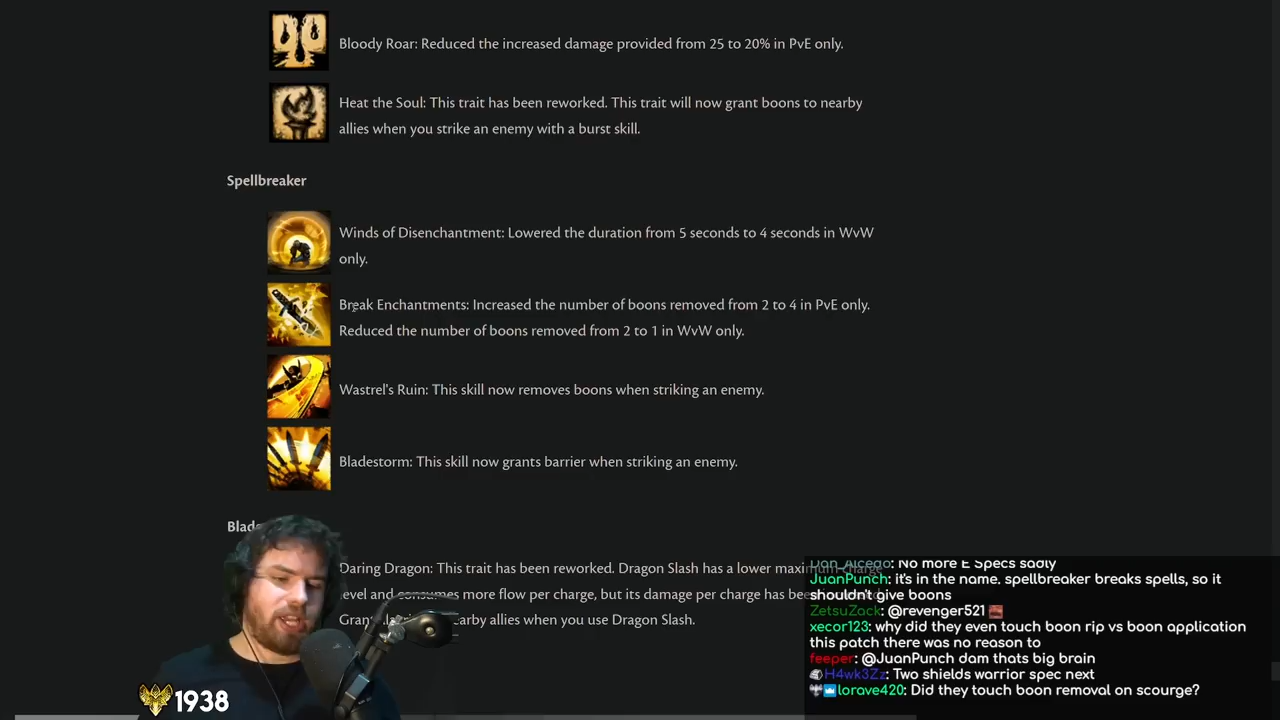 Bloody Roar: Reduced the increased damage provided from 25 to 20% in PvE only.
Heat the Soul: This trait has been reworked. This trait will now grant boons to nearby
allies when you strike an enemy with a burst skill.
Spellbreaker
Winds of Disenchantment: Lowered the duration from 5 seconds to 4 seconds in WvW
only.
Break Enchantments: Increased the number of boons removed from 2 to 4 in PvE only.
Reduced the number of boons removed from 2 to 1 in WvW only.
Wastrel's Ruin: This skill now removes boons when striking an enemy.
Bladestorm: This skill now grants barrier when striking an enemy.
Daring Dragon: This trait has been reworked. Dragon Slash has a lower maximum charge
level and consumes more flow per charge, but its damage per charge has
nearby allies when you use Dragon Slash.
Dan_Alcedo: No more E Specs sadly
JuanPunch: it's in the name. spellbreaker breaks spells, so it
shouldn't give boons
ZetsuZack: @revenger521
xecor123: why did they even touch boon rip vs boon application
this patch there was no reason to
feeper: @JuanPunch dam thats big brain
H4wk3Zz: Two shields warrior spec next
lorave420: Did they touch boon removal on scourge?
1938